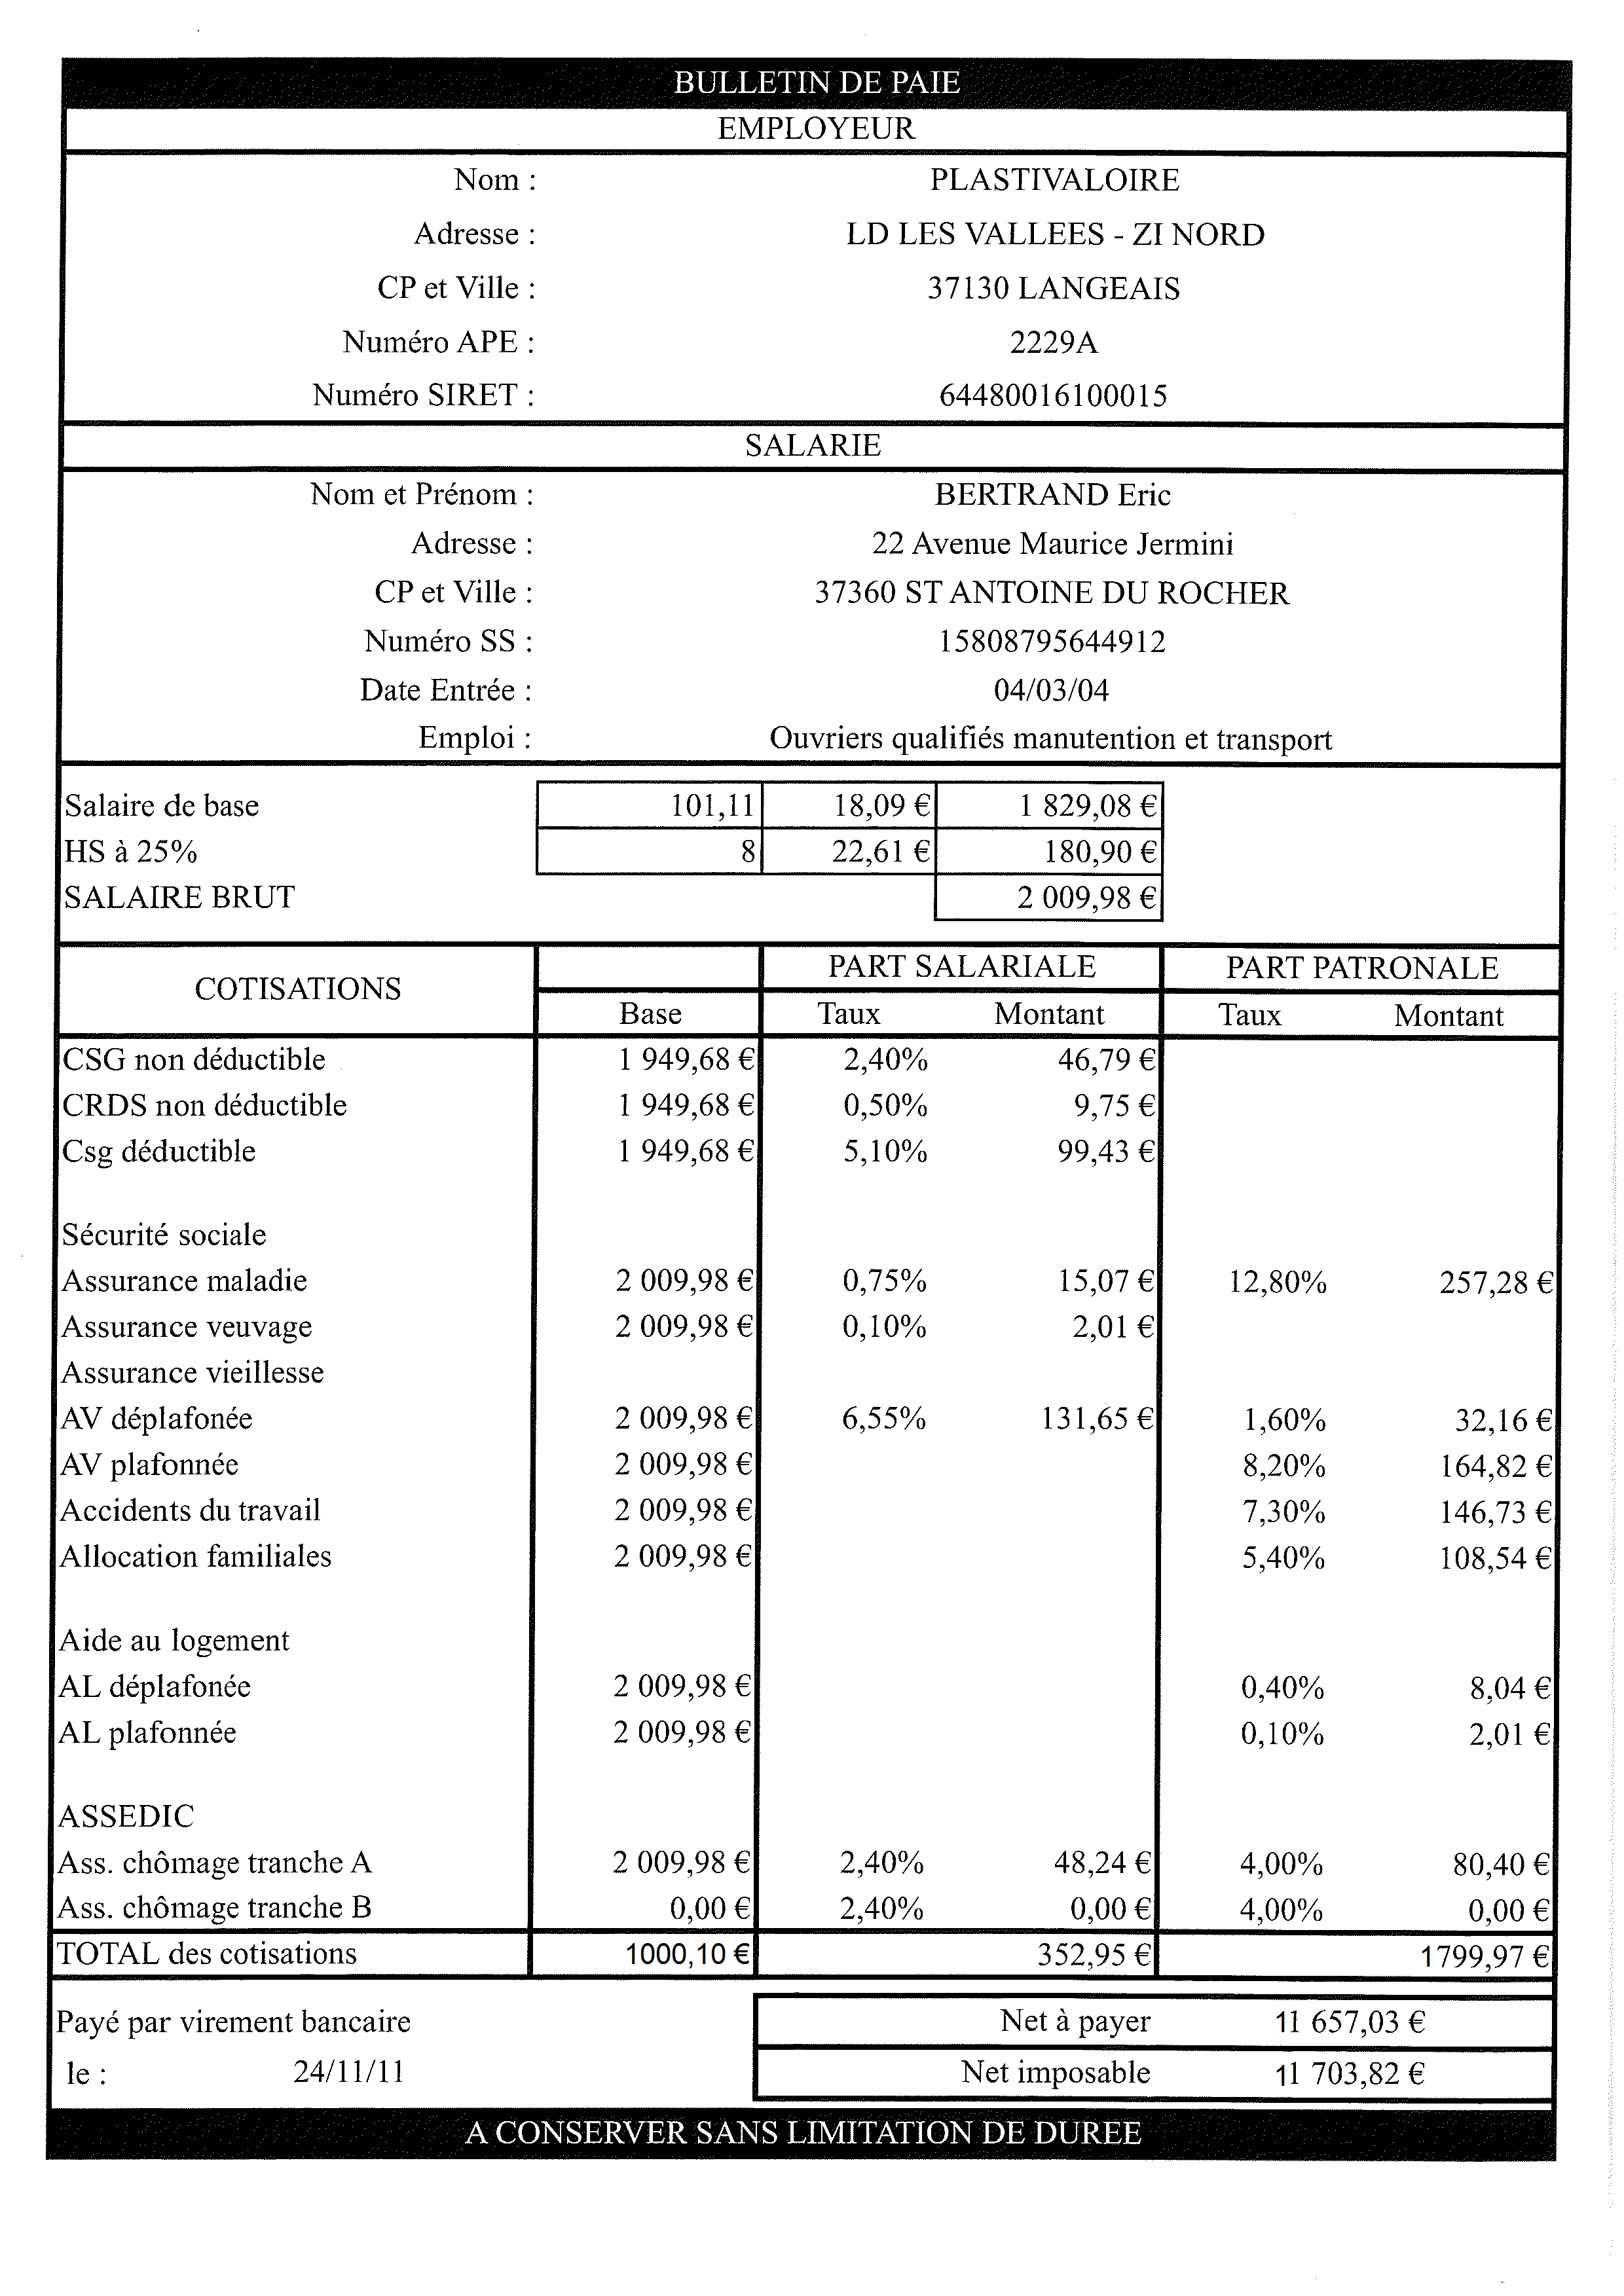 BULLETIN DE PAIE
EMPLOYEUR
Nom : PLASTIVALOIRE
Adresse : LD LES VALLEES - ZI NORD
CP et Ville : 37130 LANGEAIS
Numéro APE : 2229A
Numéro SIRET : 64480016100015
SALARIE
Nom et Prénom : BERTRAND Eric
Adresse : 22 Avenue Maurice Jermini
CP et Ville : 37360 ST ANTOINE DU ROCHER
Numéro SS : 15808795644912
Date Entrée : 04/03/04
Emploi : Ouvriers qualifiés manutention et transport
Salaire de base 101,11 18,09 € 1 829,08 €
HS à 25% 8 22,61 € 180,90 €
SALAIRE BRUT 2 009,98 €
COTISATIONS PART SALARIALE PART PATRONALE
Base Taux Montant Taux Montant
CSG non déductible 1 949,68 € 2,40% 46,79 €
CRDS non déductible 1 949,68 € 0,50% 9,75 €
Csg déductible 1 949,68 € 5,10% 99,43 €
Sécurité sociale
Assurance maladie 2 009,98 € 0,75% 15,07 € 12,80% 257,28 €
Assurance veuvage 2 009,98 € 0,10% 2,01 €
Assurance vieillesse
AV déplafonée 2 009,98 € 6,55% 131,65 € 1,60% 32,16 €
AV plafonnée 2 009,98 € 8,20% 164,82 €
Accidents du travail 2 009,98 € 7,30% 146,73 €
Allocation familiales 2 009,98 € 5,40% 108,54 €
Aide au logement
AL déplafonée 2 009,98 € 0,40% 8,04 €
AL plafonnée 2 009,98 € 0,10% 2,01 €
ASSEDIC
Ass. chômage tranche A 2 009,98 € 2,40% 48,24 € 4,00% 80,40 €
Ass. chômage tranche B 0,00 € 2,40% 0,00 € 4,00% 0,00 €
TOTAL des cotisations 1000,10 € 352,95 € 1799,97 €
Payé par virement bancaire Net à payer 11 657,03 €
le : 24/11/11 Net imposable 11 703,82 €
A CONSERVER SANS LIMITATION DE DUREE